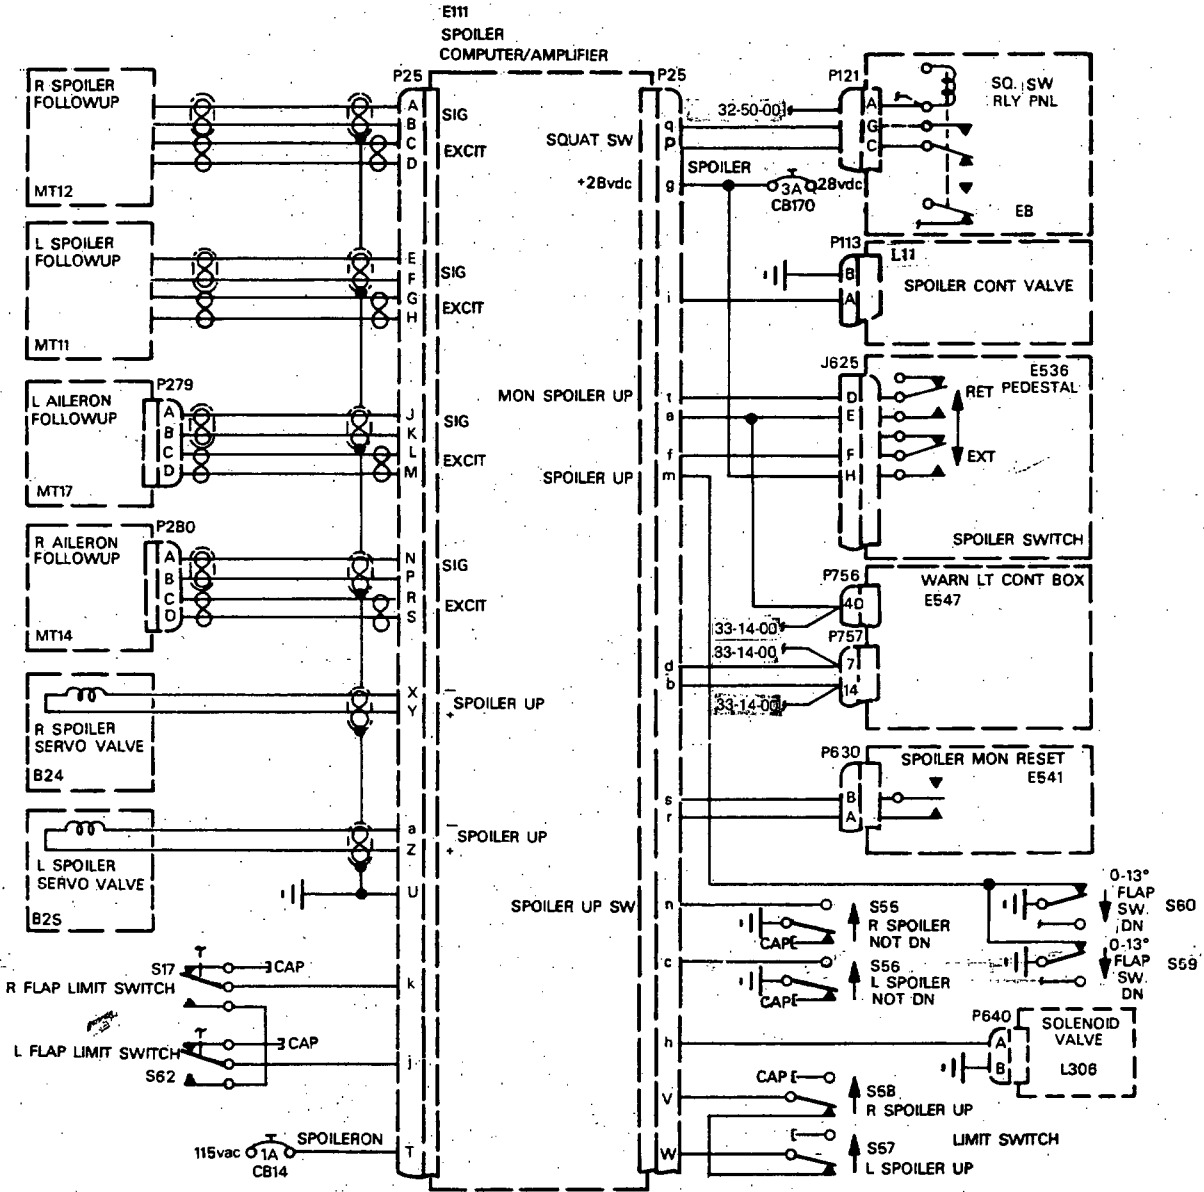 E111
SPOILER
COMPUTER/AMPLIFIER
R SPOILER
FOLLOWUP
MT12
L SPOILER
FOLLOWUP
MT11
P279
L AILERON
FOLLOWUP
A
B
C
D
MT17
P280
R AILERON
FOLLOWUP
A
B
C
D
MT14
R SPOILER
SERVO VALVE
B24
L SPOILER
SERVO VALVE
B25
S17
CAP
R FLAP LIMIT SWITCH
CAP
L FLAP LIMIT SWITCH
S62
115vac
1A
CB14
SPOILERON
P25
A
B
SIG
C
D
EXCIT
E
F
SIG
G
H
EXCIT
J
K
SIG
L
M
EXCIT
N
P
SIG
R
S
EXCIT
X
Y
−
+
SPOILER UP
a
Z
−
+
SPOILER UP
U
k
j
T
P25
SQUAT SW
q
p
+28vdc
g
i
MON SPOILER UP
t
e
f
SPOILER UP
m
d
b
s
r
SPOILER UP SW
n
c
h
V
W
32-50-00
SPOILER
3A
28vdc
CB170
P121
A
G
C
SQ. SW
RLY PNL
EB
P113
B
A
L11
SPOILER CONT VALVE
J625
D
E
F
H
E536
PEDESTAL
RET
EXT
SPOILER SWITCH
P756
4D
33-14-00
P757
33-14-00
7
14
33-14-00
WARN LT CONT BOX
E547
P630
B
A
SPOILER MON RESET
E541
CAP
S55
R SPOILER
NOT DN
CAP
S56
L SPOILER
NOT DN
0-13°
FLAP
SW.
DN
S60
0-13°
FLAP
SW.
DN
S59
P640
A
B
SOLENOID
VALVE
L306
CAP
S58
R SPOILER UP
LIMIT SWITCH
S57
L SPOILER UP